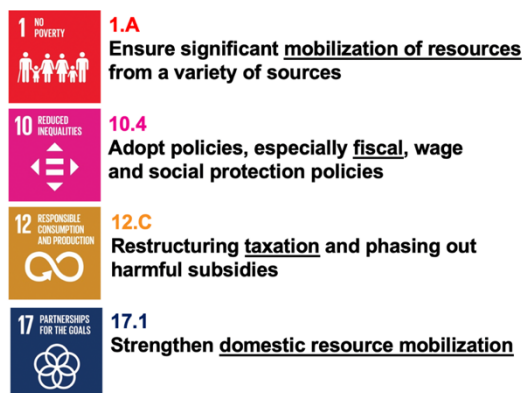 1 NO
POVERTY
1.A
Ensure significant mobilization of resources
from a variety of sources
10 REDUCED
INEQUALITIES
10.4
Adopt policies, especially fiscal, wage
and social protection policies
12 RESPONSIBLE
CONSUMPTION
AND PRODUCTION
12.C
Restructuring taxation and phasing out
harmful subsidies
17 PARTNERSHIPS
FOR THE GOALS
17.1
Strengthen domestic resource mobilization